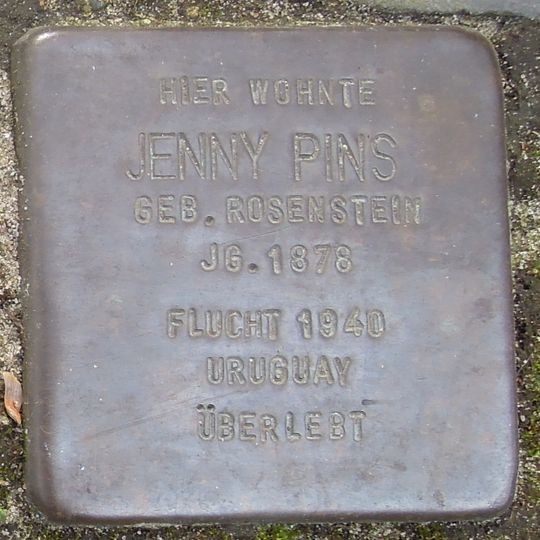 HIER WOHNTE
JENNY PINS
GEB. ROSENSTEIN
JG. 1878
FLUCHT 1940
URUGUAY
ÜBERLEBT